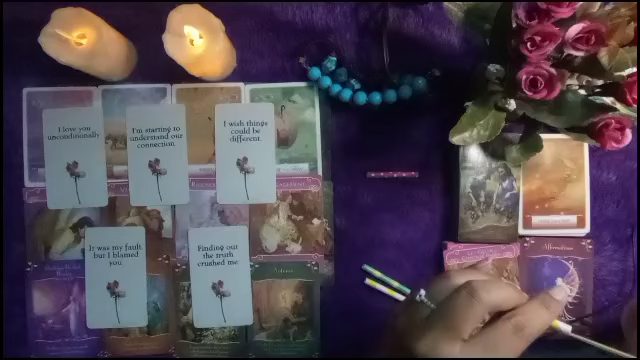 I love you
unconditionally
I'm starting to
understand our
connection.
I wish things
could be
different.
It was my fault
but I blamed
you
Finding out
the truth
crushed me
Affirmations